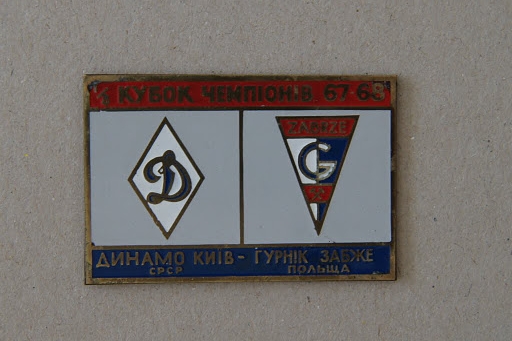 КУБОК ЧЕМПІОНІВ 67-68
Д
ZABRZE
G
ДИНАМО КИЇВ - ГУРНІК ЗАБЖЕ
СРСР ПОЛЬЩА